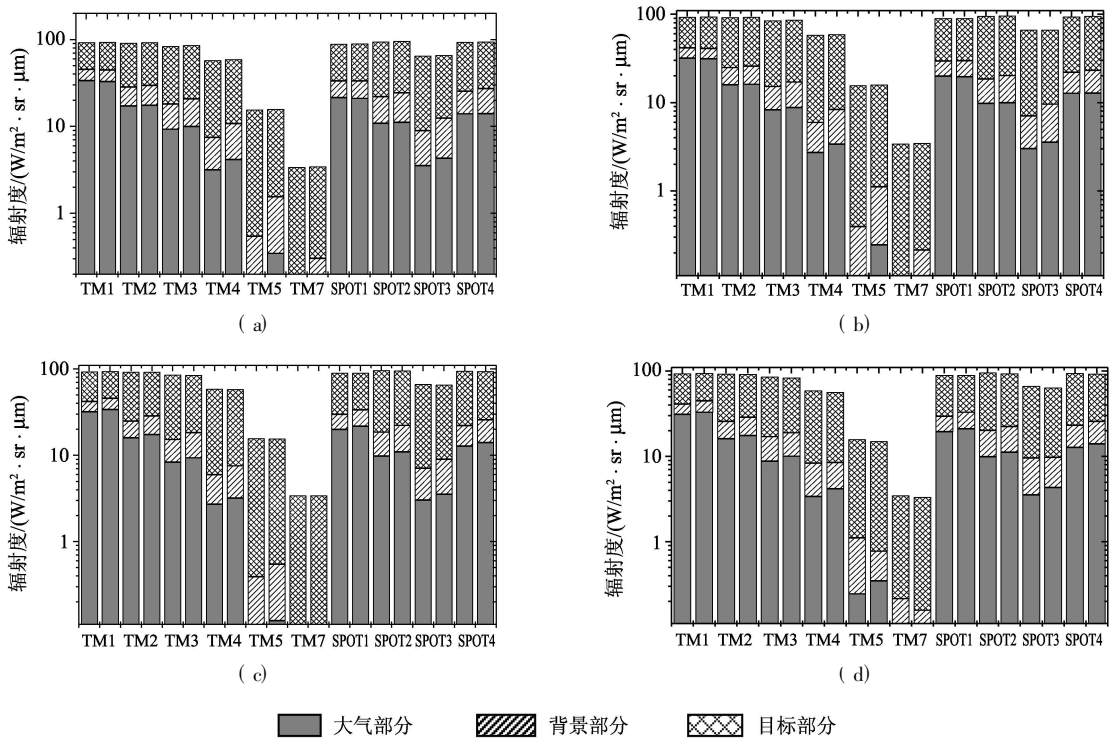 辐射度/(W/m² · sr · μm)
100
10
1
TM1 TM2 TM3 TM4 TM5 TM7 SPOT1 SPOT2 SPOT3 SPOT4
( a)
辐射度/(W/m² · sr · μm)
100
10
1
TM1 TM2 TM3 TM4 TM5 TM7 SPOT1 SPOT2 SPOT3 SPOT4
( b)
辐射度/(W/m² · sr · μm)
100
10
1
TM1 TM2 TM3 TM4 TM5 TM7 SPOT1 SPOT2 SPOT3 SPOT4
( c)
辐射度/(W/m² · sr · μm)
100
10
1
TM1 TM2 TM3 TM4 TM5 TM7 SPOT1 SPOT2 SPOT3 SPOT4
( d)
大气部分 背景部分 目标部分